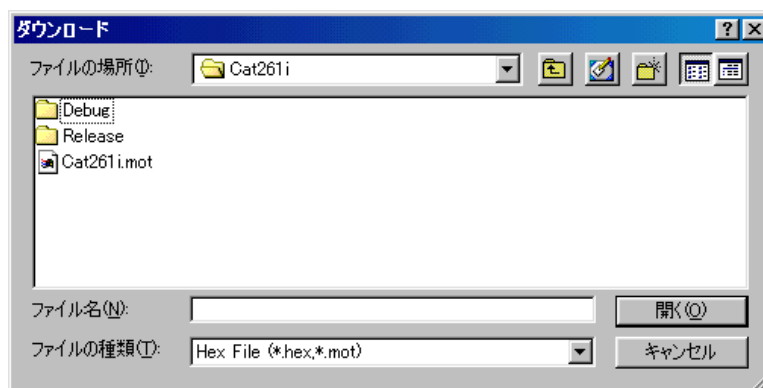 ダウンロード
ファイルの場所(I):
Cat261i
Debug
Release
Cat261i.mot
ファイル名(N):
開く(O)
ファイルの種類(T):
Hex File (*.hex,*.mot)
キャンセル